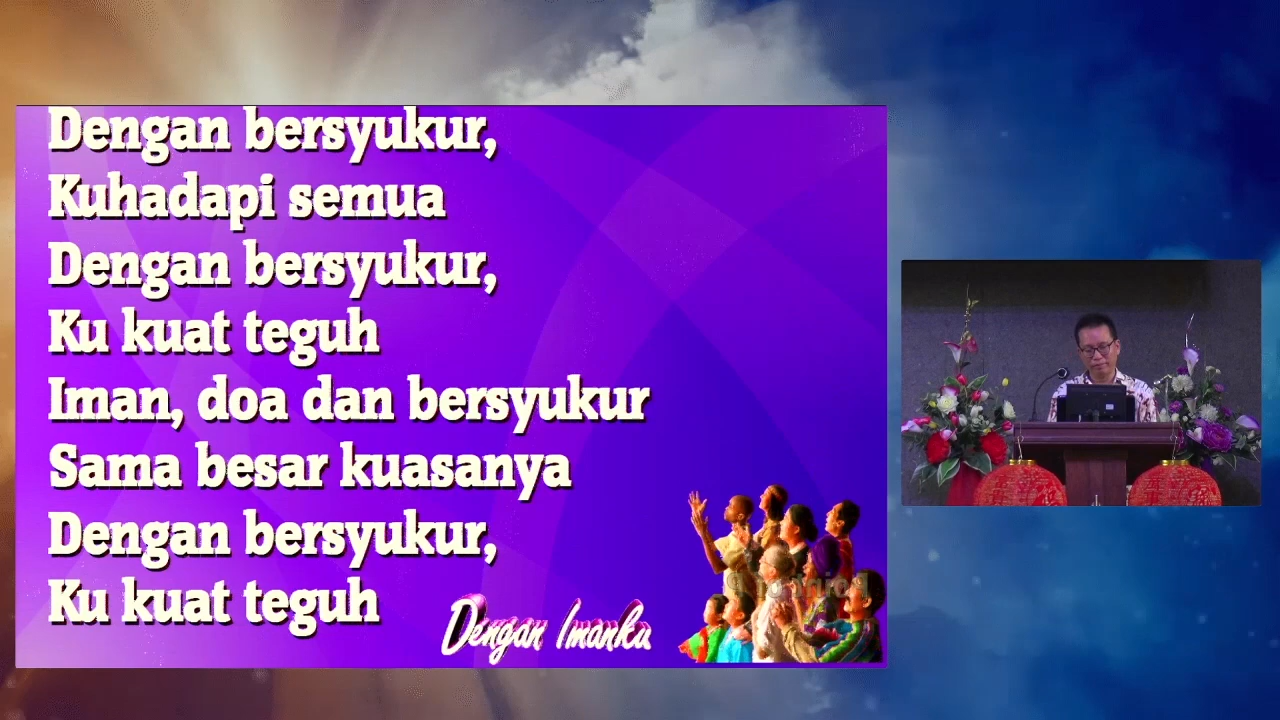 Dengan bersyukur,
Kuhadapi semua
Dengan bersyukur,
Ku kuat teguh
Iman, doa dan bersyukur
Sama besar kuasanya
Dengan bersyukur,
Ku kuat teguh
Dengan Imanku